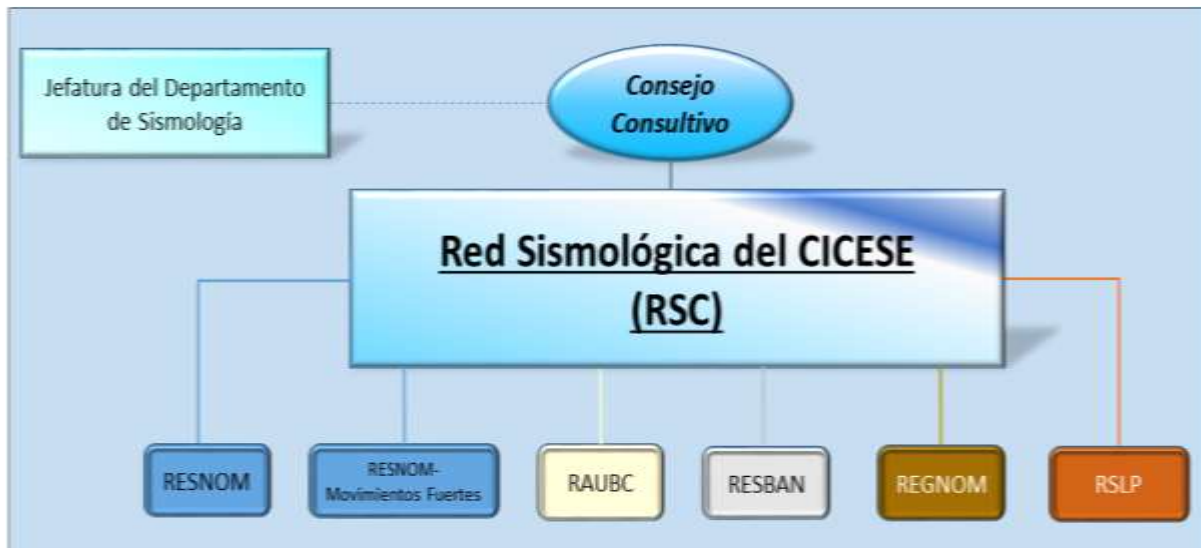 Jefatura del Departamento
de Sismología
Consejo
Consultivo
Red Sismológica del CICESE
(RSC)
RESNOM
RESNOM-
Movimientos Fuertes
RAUBC
RESBAN
REGNOM
RSLP